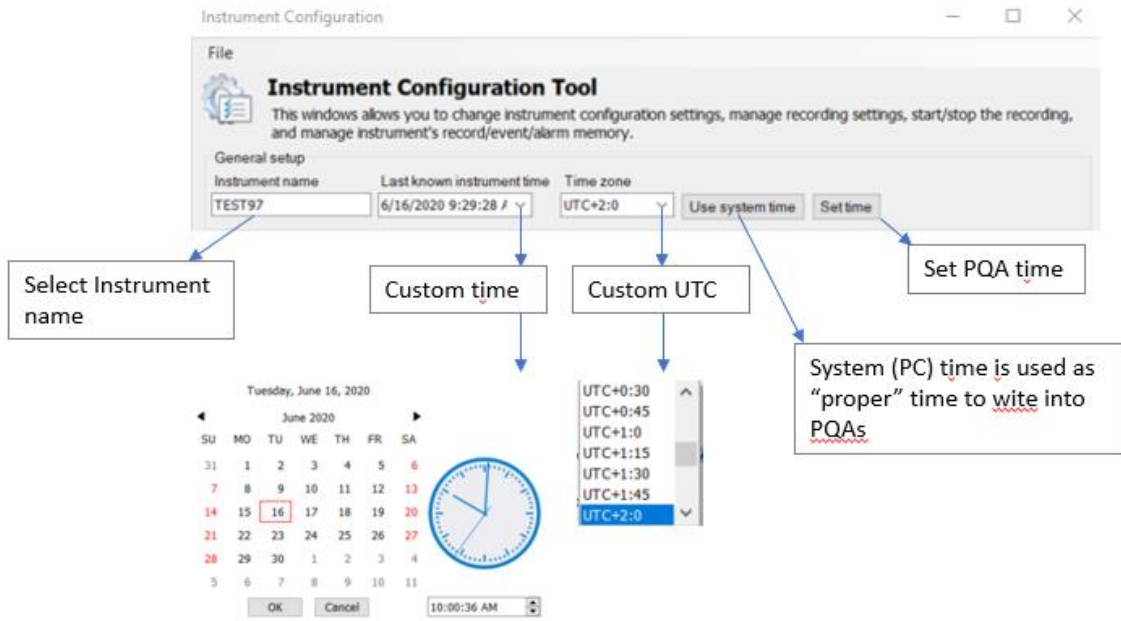 Instrument Configuration
File
Instrument Configuration Tool
This windows allows you to change instrument configuration settings, manage recording settings, start/stop the recording,
and manage instrument's record/event/alarm memory.
General setup
Instrument name Last known instrument time Time zone
TEST97 6/16/2020 9:29:28 A UTC+2:0 Use system time Set time
Select Instrument
name
Custom time
Custom UTC
Set PQA time
System (PC) time is used as
“proper” time to wite into
PQAs
Tuesday, June 16, 2020
June 2020
SU MO TU WE TH FR SA
31 1 2 3 4 5 6
7 8 9 10 11 12 13
14 15 16 17 18 19 20
21 22 23 24 25 26 27
28 29 30 1 2 3 4
5 6 7 8 9 10 11
OK Cancel
10:00:36 AM
UTC+0:30
UTC+0:45
UTC+1:0
UTC+1:15
UTC+1:30
UTC+1:45
UTC+2:0